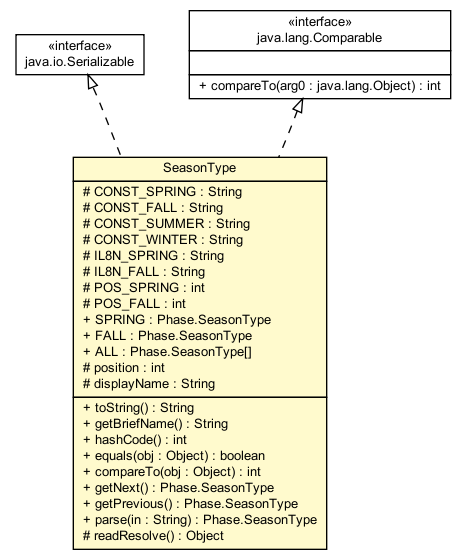 «interface»
java.io.Serializable
«interface»
java.lang.Comparable
+ compareTo(arg0 : java.lang.Object) : int
SeasonType
# CONST_SPRING : String
# CONST_FALL : String
# CONST_SUMMER : String
# CONST_WINTER : String
# IL8N_SPRING : String
# IL8N_FALL : String
# POS_SPRING : int
# POS_FALL : int
+ SPRING : Phase.SeasonType
+ FALL : Phase.SeasonType
+ ALL : Phase.SeasonType[]
# position : int
# displayName : String
+ toString() : String
+ getBriefName() : String
+ hashCode() : int
+ equals(obj : Object) : boolean
+ compareTo(obj : Object) : int
+ getNext() : Phase.SeasonType
+ getPrevious() : Phase.SeasonType
+ parse(in : String) : Phase.SeasonType
# readResolve() : Object